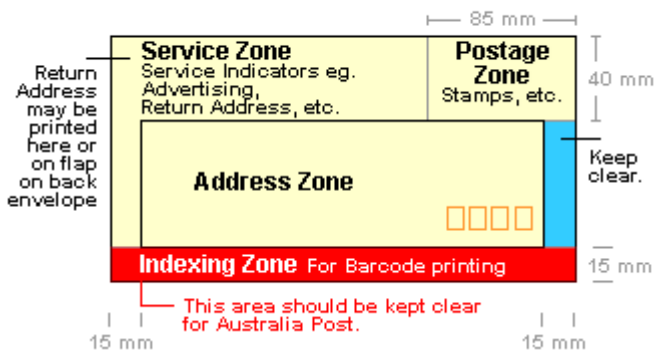 85 mm
Service Zone
Service Indicators eg.
Advertising,
Return Address, etc.
Postage
Zone
Stamps, etc.
40 mm
Return
Address
may be
printed
here or
on flap
on back
envelope
Address Zone
Keep
clear.
Indexing Zone For Barcode printing
15 mm
This area should be kept clear
for Australia Post.
15 mm
15 mm